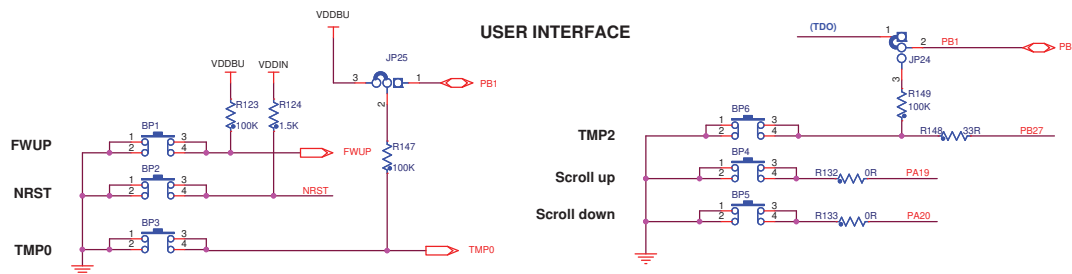 USER INTERFACE
VDDBU
VDDBU
VDDIN
JP25
3
1
PB1
2
R123
100K
R124
1.5K
R147
100K
FWUP
BP1
1
2
3
4
FWUP
NRST
BP2
1
2
3
4
NRST
TMP0
BP3
1
2
3
4
TMP0
(TDO)
1
2
PB1
PB
JP24
3
R149
100K
TMP2
BP6
1
2
3
4
R148
33R
PB27
Scroll up
BP4
1
2
3
4
R132
0R
PA19
Scroll down
BP5
1
2
3
4
R133
0R
PA20